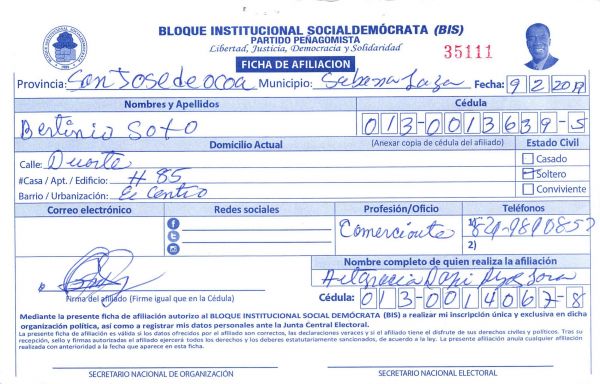 BLOQUE INSTITUCIONAL SOCIALDEMÓCRATA (BIS)
PARTIDO PEÑAGOMISTA
Libertad, Justicia, Democracia y Solidaridad
35111
FICHA DE AFILIACION
Provincia: San Jose de ocoa Municipio: Sabana Larga Fecha: 9 2 2019
Nombres y Apellidos Cédula
Bertinio Soto 013-0013639-5
Domicilio Actual (Anexar copia de cédula del afiliado) Estado Civil
Calle: Duarte Casado
#Casa / Apt. / Edificio: # 85 Soltero
Barrio / Urbanización: El Centro Conviviente
Correo electrónico Redes sociales Profesión/Oficio Teléfonos
Comerciante 1) 829-9890857
2)
Nombre completo de quien realiza la afiliación
Altgracia
Firma del afiliado (Firme igual que en la Cédula)
Cédula: 013-0014067-8
Mediante la presente ficha de afiliación autorizo al BLOQUE INSTITUCIONAL SOCIAL DEMÓCRATA (BIS) a realizar mi inscripción única y exclusiva en dicha
organización política, así como a registrar mis datos personales ante la Junta Central Electoral.
La presente ficha de afiliación es válida si los datos ofrecidos por el afiliado son correctos, las declaraciones veraces y si el afiliado tiene el disfrute de sus derechos civiles y políticos. Tras su
recepción, sello y firmas autorizadas el afiliado ejercerá todos los derechos y los deberes estatutariamente sancionados, de acuerdo a la ley. La presente afiliación anula cualquier afiliación
realizada con anterioridad a la fecha que aparece en esta ficha.
SECRETARIO NACIONAL DE ORGANIZACIÓN SECRETARIO NACIONAL ELECTORAL